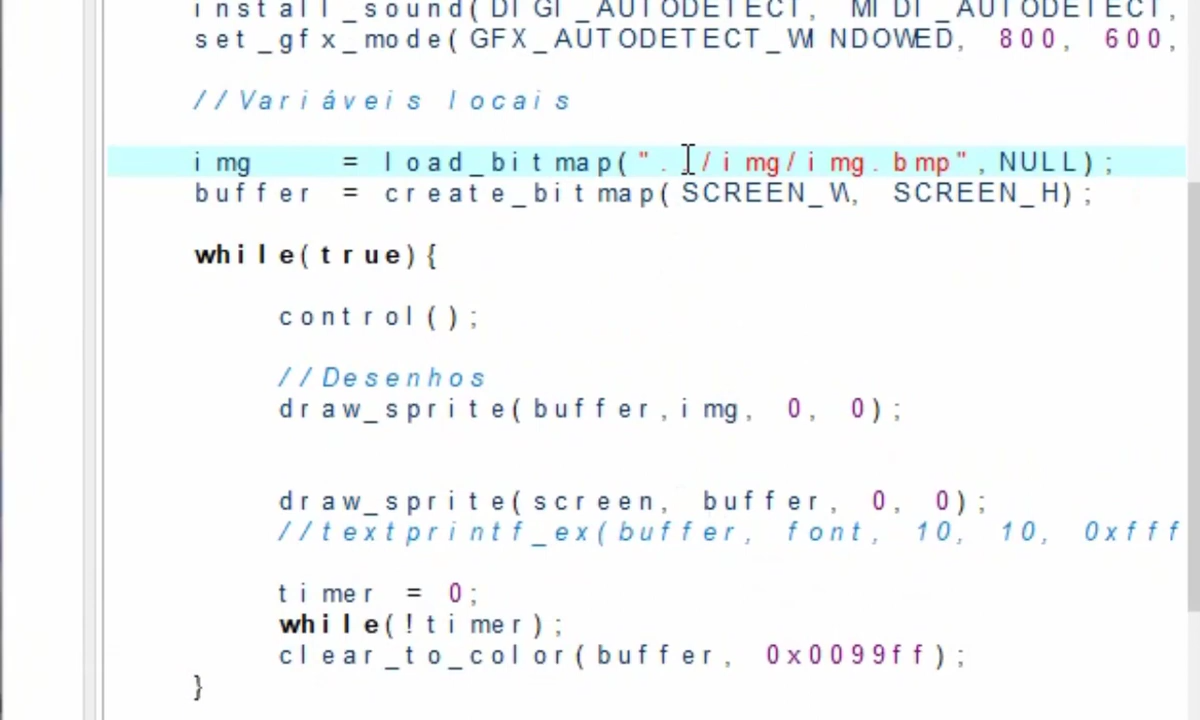 install_sound(DIGI_AUTODETECT, MIDI_AUTODETECT,
set_gfx_mode(GFX_AUTODETECT_WINDOWED, 800, 600,
//Variáveis locais
img = load_bitmap("./img/img.bmp",NULL);
buffer = create_bitmap(SCREEN_W, SCREEN_H);
while(true){
control();
//Desenhos
draw_sprite(buffer,img, 0, 0);
draw_sprite(screen, buffer, 0, 0);
//textprintf_ex(buffer, font, 10, 10, 0xfff
timer = 0;
while(!timer);
clear_to_color(buffer, 0x0099ff);
}